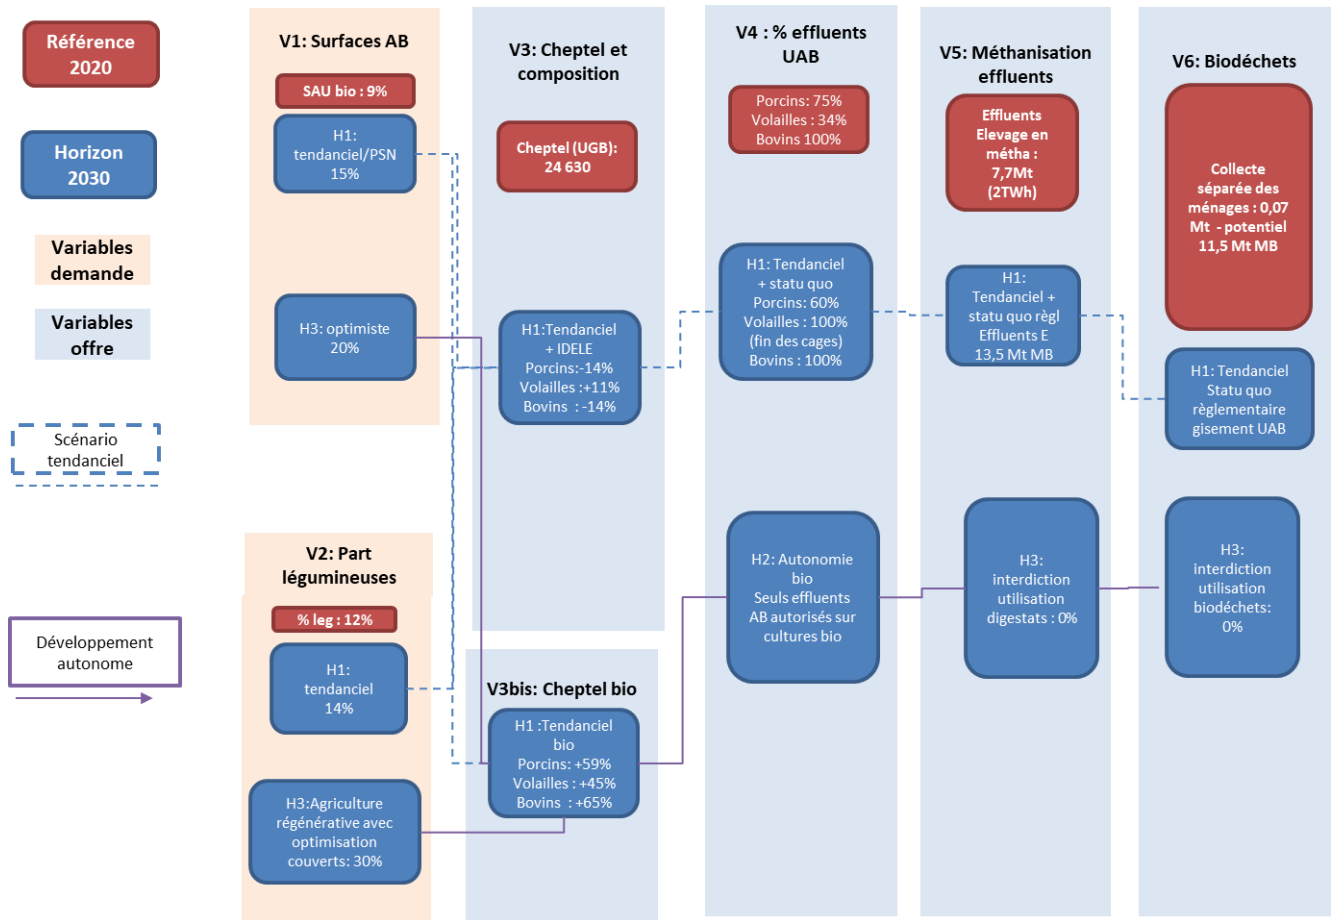 Référence
2020
Horizon
2030
Variables
demande
Variables
offre
Scénario
tendanciel
Développement
autonome
V1: Surfaces AB
SAU bio : 9%
H1:
tendanciel/PSN
15%
H3: optimiste
20%
V2: Part
légumineuses
% leg : 12%
H1:
tendanciel
14%
H3:Agriculture
régénérative avec
optimisation
couverts: 30%
V3: Cheptel et
composition
Cheptel (UGB):
24 630
H1:Tendanciel
+ IDELE
Porcins:-14%
Volailles :+11%
Bovins : -14%
V3bis: Cheptel bio
H1 :Tendanciel
bio
Porcins: +59%
Volailles : +45%
Bovins : +65%
V4 : % effluents
UAB
Porcins: 75%
Volailles : 34%
Bovins 100%
H1: Tendanciel
+ statu quo
Porcins: 60%
Volailles : 100%
(fin des cages)
Bovins : 100%
H2: Autonomie
bio
Seuls effluents
AB autorisés sur
cultures bio
V5: Méthanisation
effluents
Effluents
Elevage en
métha :
7,7Mt
(2TWh)
H1:
Tendanciel +
statu quo règl
Effluents E
13,5 Mt MB
H3:
interdiction
utilisation
digestats : 0%
V6: Biodéchets
Collecte
séparée des
ménages : 0,07
Mt - potentiel
11,5 Mt MB
H1: Tendanciel
Statu quo
règlementaire
gisement UAB
H3:
interdiction
utilisation
biodéchets:
0%